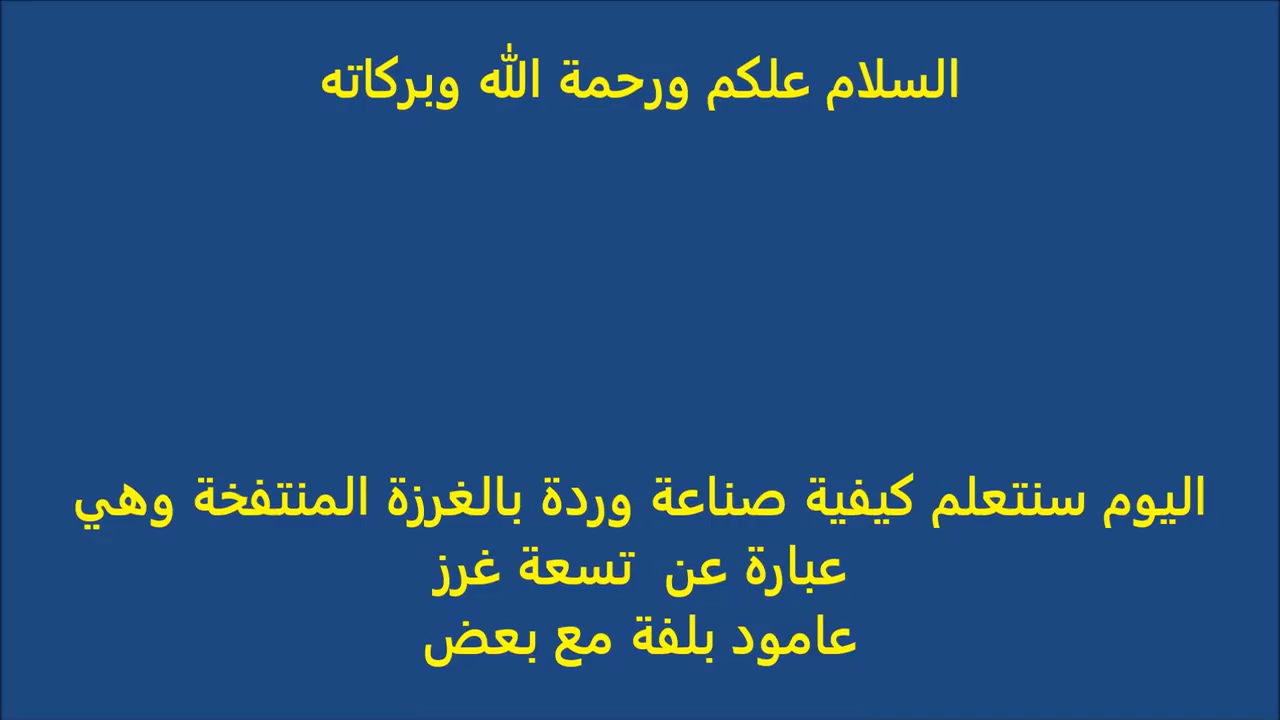 السلام علكم ورحمة الله وبركاته
اليوم سنتعلم كيفية صناعة وردة بالغرزة المنتفخة وهي
عبارة عن تسعة غرز
عامود بلفة مع بعض